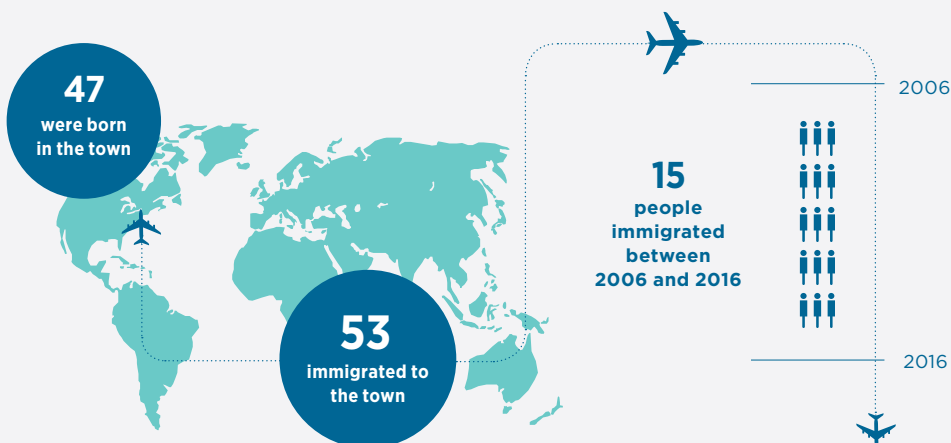 47
were born
in the town
53
immigrated to
the town
15
people
immigrated
between
2006 and 2016
2006
2016